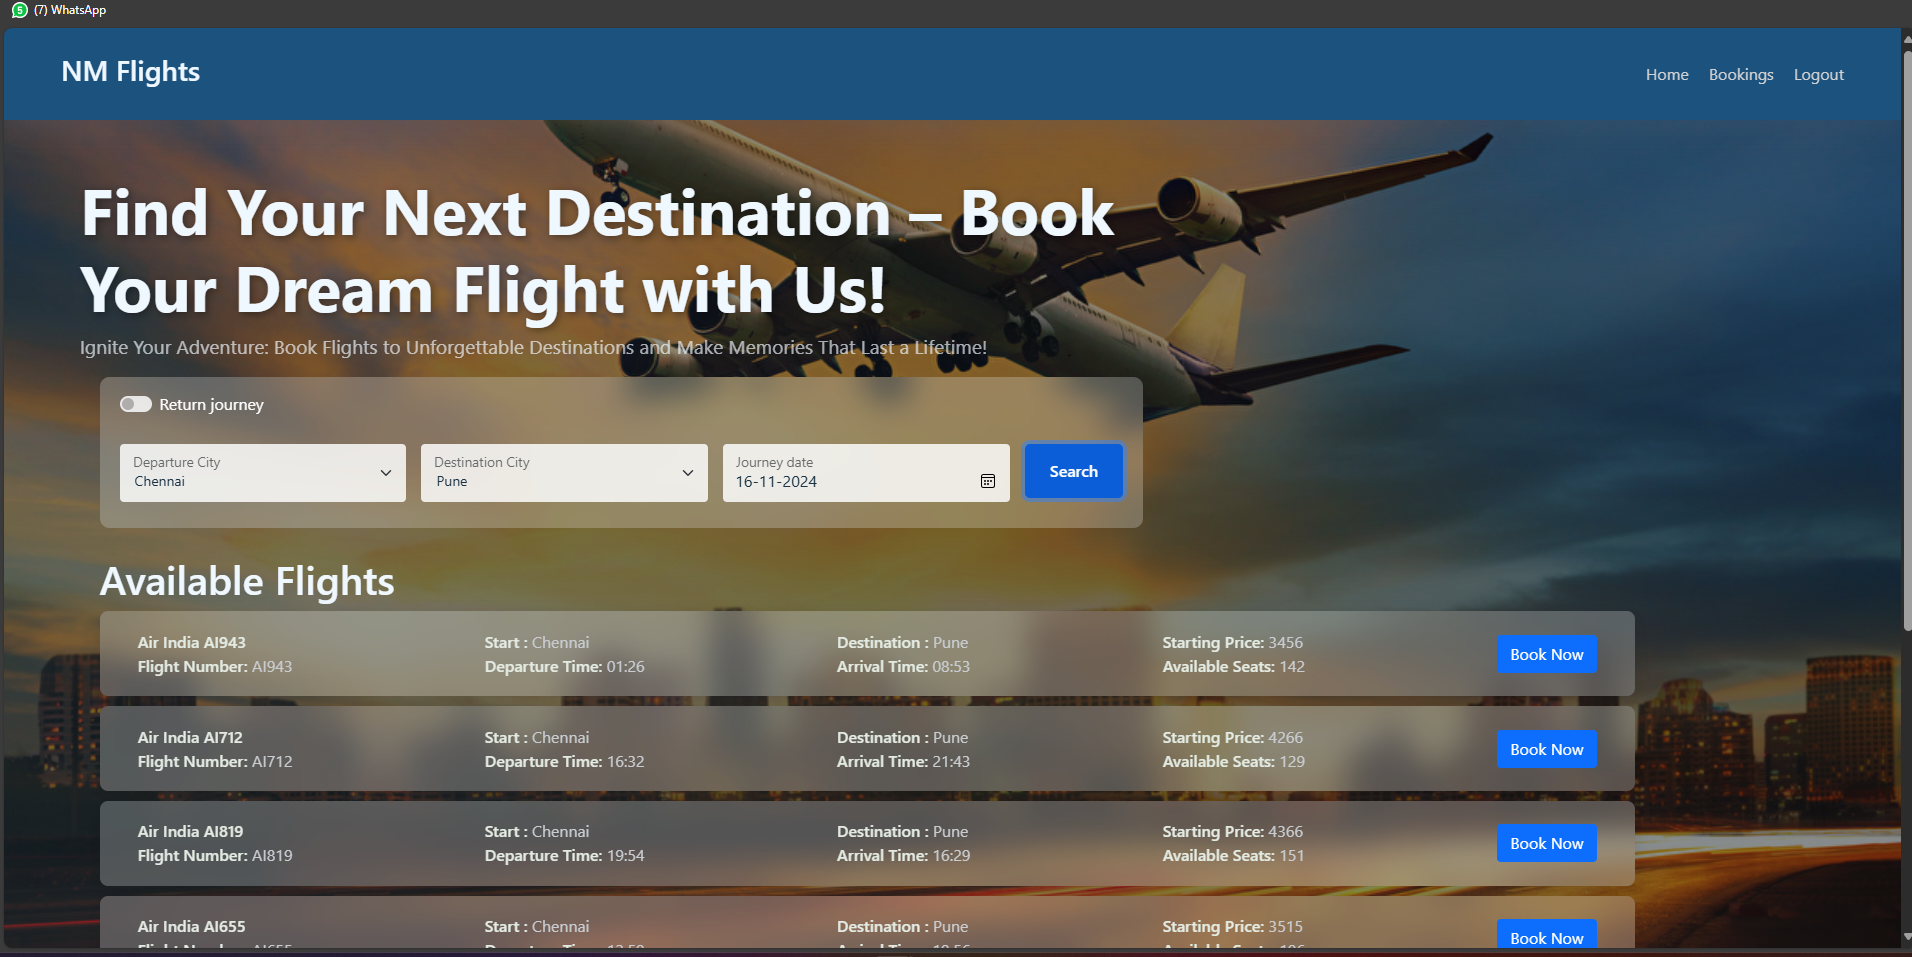 (7) WhatsApp
NM Flights
Home Bookings Logout
Find Your Next Destination – Book
Your Dream Flight with Us!
Ignite Your Adventure: Book Flights to Unforgettable Destinations and Make Memories That Last a Lifetime!
Return journey
Departure City Destination City Journey date
Chennai Pune 16-11-2024
Search
Available Flights
Air India AI943 Start : Chennai Destination : Pune Starting Price: 3456
Flight Number: AI943 Departure Time: 01:26 Arrival Time: 08:53 Available Seats: 142
Book Now
Air India AI712 Start : Chennai Destination : Pune Starting Price: 4266
Flight Number: AI712 Departure Time: 16:32 Arrival Time: 21:43 Available Seats: 129
Book Now
Air India AI819 Start : Chennai Destination : Pune Starting Price: 4366
Flight Number: AI819 Departure Time: 19:54 Arrival Time: 16:29 Available Seats: 151
Book Now
Air India AI655 Start : Chennai Destination : Pune Starting Price: 3515
Book Now